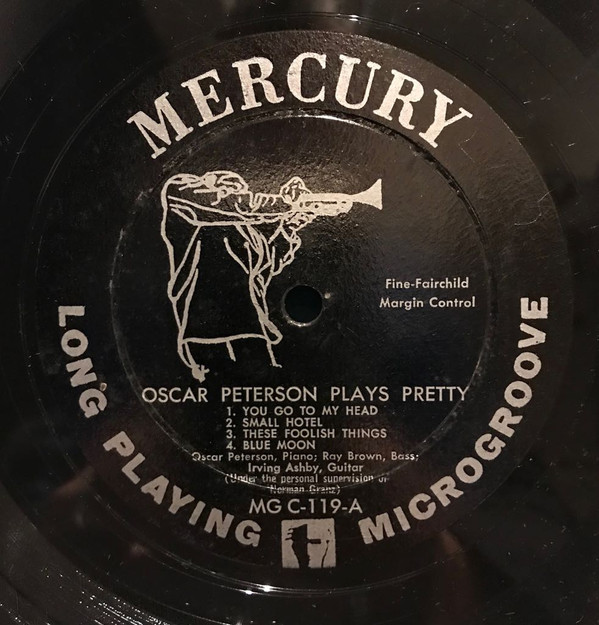 MERCURY
Fine-Fairchild
Margin Control
OSCAR PETERSON PLAYS PRETTY
1. YOU GO TO MY HEAD
2. SMALL HOTEL
3. THESE FOOLISH THINGS
4. BLUE MOON
Oscar Peterson, Piano; Ray Brown, Bass;
Irving Ashby, Guitar
(Under the personal supervision of
Norman Granz)
MG C-119-A
LONG PLAYING MICROGROOVE